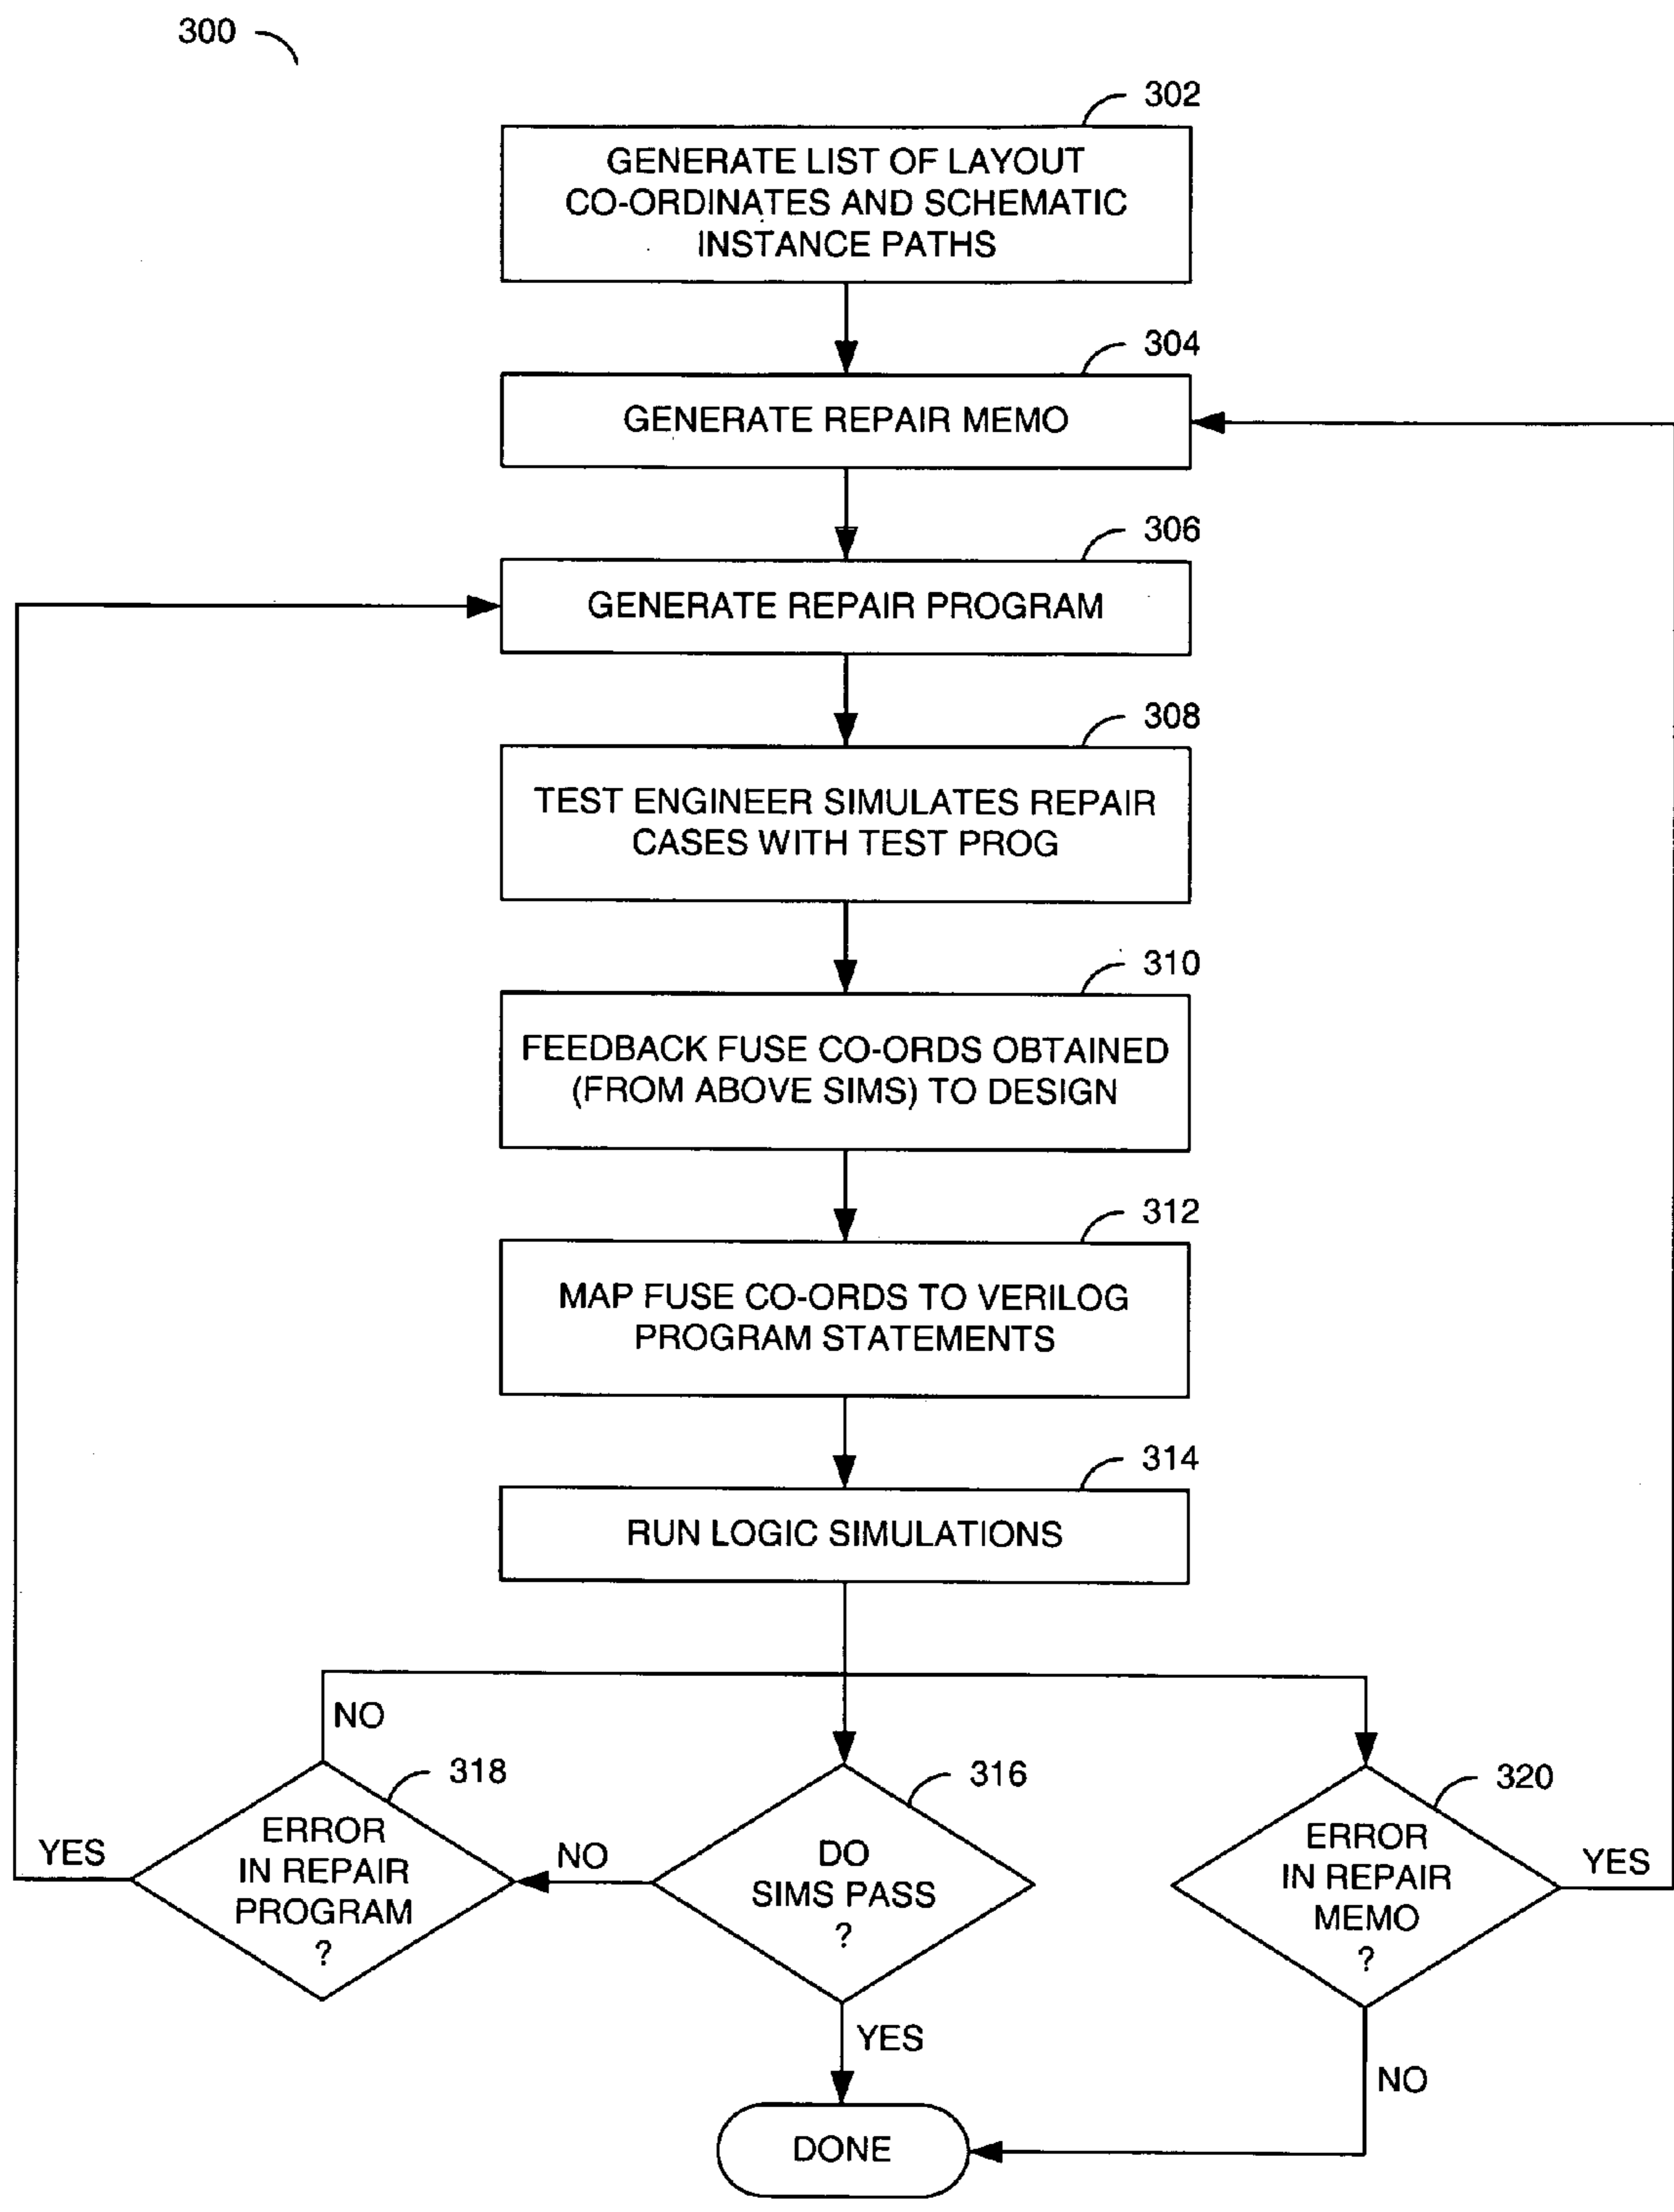 300
302
GENERATE LIST OF LAYOUT
CO-ORDINATES AND SCHEMATIC
INSTANCE PATHS
304
GENERATE REPAIR MEMO
306
GENERATE REPAIR PROGRAM
308
TEST ENGINEER SIMULATES REPAIR
CASES WITH TEST PROG
310
FEEDBACK FUSE CO-ORDS OBTAINED
(FROM ABOVE SIMS) TO DESIGN
312
MAP FUSE CO-ORDS TO VERILOG
PROGRAM STATEMENTS
314
RUN LOGIC SIMULATIONS
NO
318
ERROR
IN REPAIR
PROGRAM
?
YES
NO
316
DO
SIMS PASS
?
YES
320
ERROR
IN REPAIR
MEMO
?
YES
NO
DONE